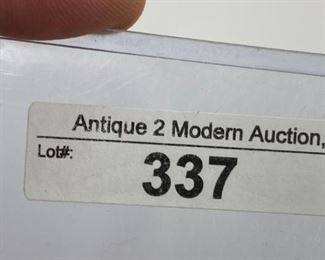 Antique 2 Modern Auction,
Lot#: 337